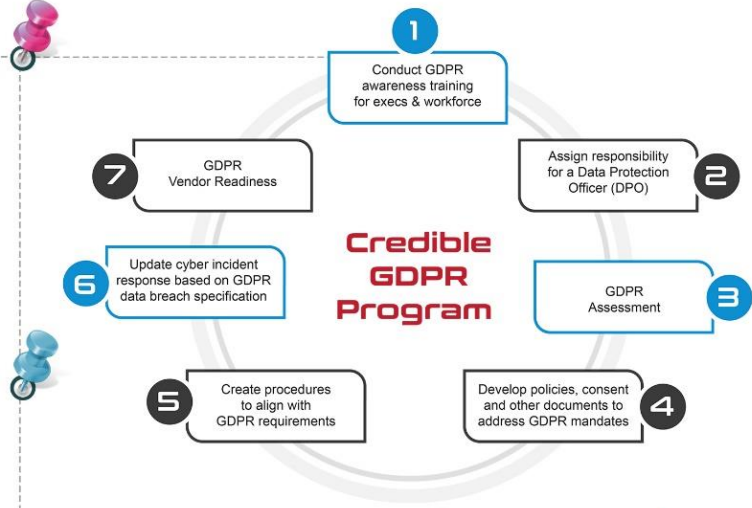 1
Conduct GDPR
awareness training
for execs & workforce
2
Assign responsibility
for a Data Protection
Officer (DPO)
3
GDPR
Assessment
4
Develop policies, consent
and other documents to
address GDPR mandates
5
Create procedures
to align with
GDPR requirements
6
Update cyber incident
response based on GDPR
data breach specification
7
GDPR
Vendor Readiness
Credible
GDPR
Program